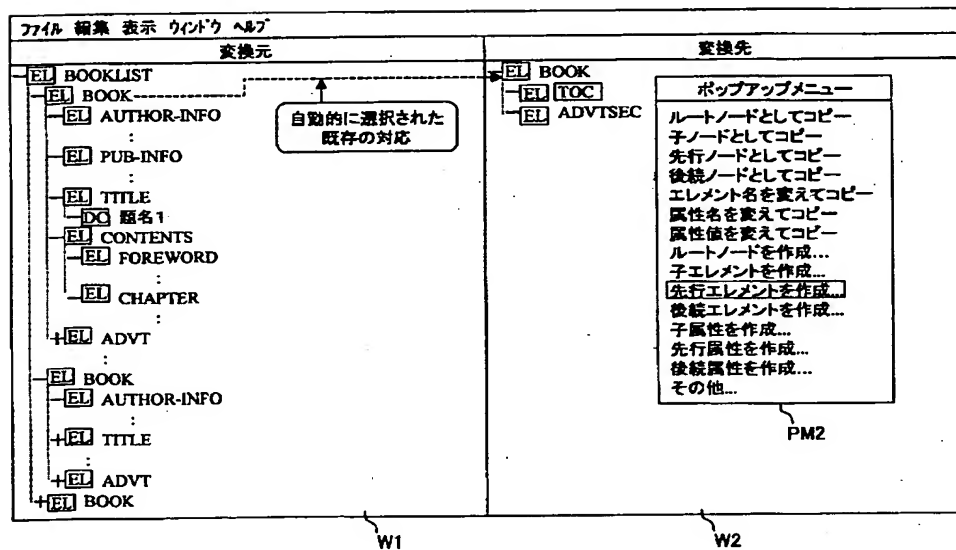 ファイル 編集 表示 ウィンドウ ヘルプ
変換元
変換先
EL BOOKLIST
EL BOOK
EL AUTHOR-INFO
EL PUB-INFO
EL TITLE
DC 題名1
EL CONTENTS
EL FOREWORD
EL CHAPTER
+EL ADVT
EL BOOK
EL AUTHOR-INFO
+EL TITLE
+EL ADVT
+EL BOOK
自動的に選択された
既存の対応
EL BOOK
EL TOC
EL ADVTSEC
ポップアップメニュー
ルートノードとしてコピー
子ノードとしてコピー
先行ノードとしてコピー
後続ノードとしてコピー
エレメント名を変えてコピー
属性名を変えてコピー
属性値を変えてコピー
ルートノードを作成...
子エレメントを作成...
先行エレメントを作成...
後続エレメントを作成...
子属性を作成...
先行属性を作成...
後続属性を作成...
その他...
PM2
W1
W2